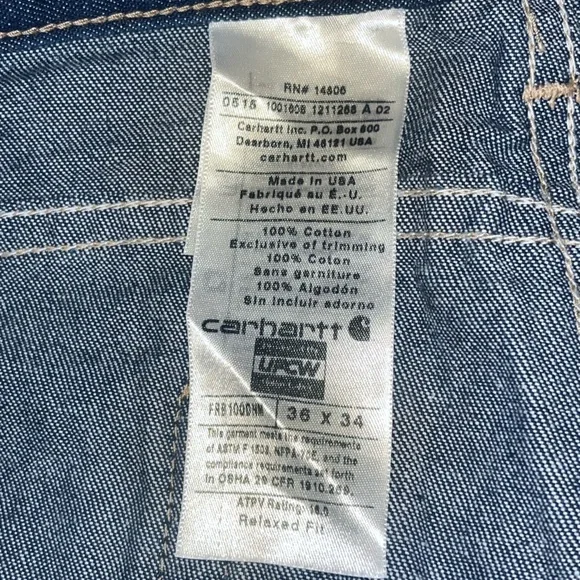 RN# 14806
0515 1001608 1211268 A 02
Carhartt Inc. P.O. Box 600
Dearborn, MI 48121 USA
carhartt.com
Made In USA
Fabriqué au É.-U.
Hecho en EE.UU.
100% Cotton
Exclusive of trimming
100% Coton
Sans garniture
100% Algodón
Sin incluir adorno
carhartt
UFCW
FRB100DNM 36 X 34
This garment meets the requirements
of ASTM F 1506, NFPA 70E, and the
compliance requirements set forth
in OSHA 29 CFR 1910.269.
ATPV Rating: 16.0
Relaxed Fit